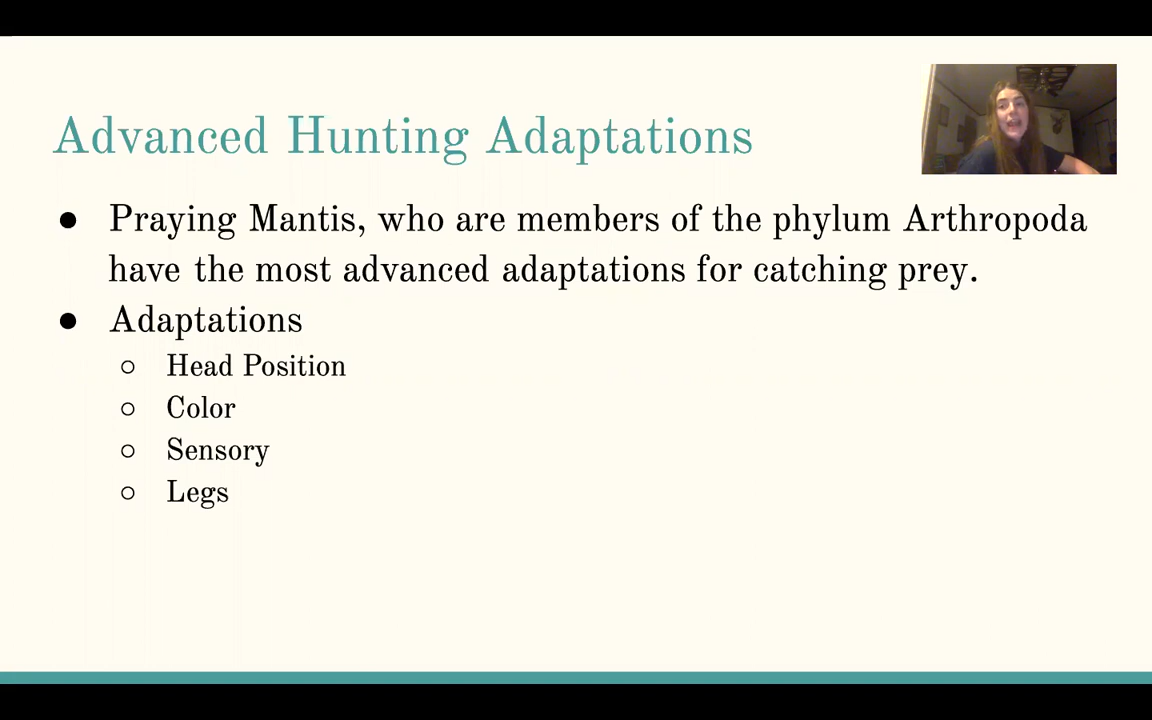 Advanced Hunting Adaptations
● Praying Mantis, who are members of the phylum Arthropoda
have the most advanced adaptations for catching prey.
● Adaptations
○ Head Position
○ Color
○ Sensory
○ Legs